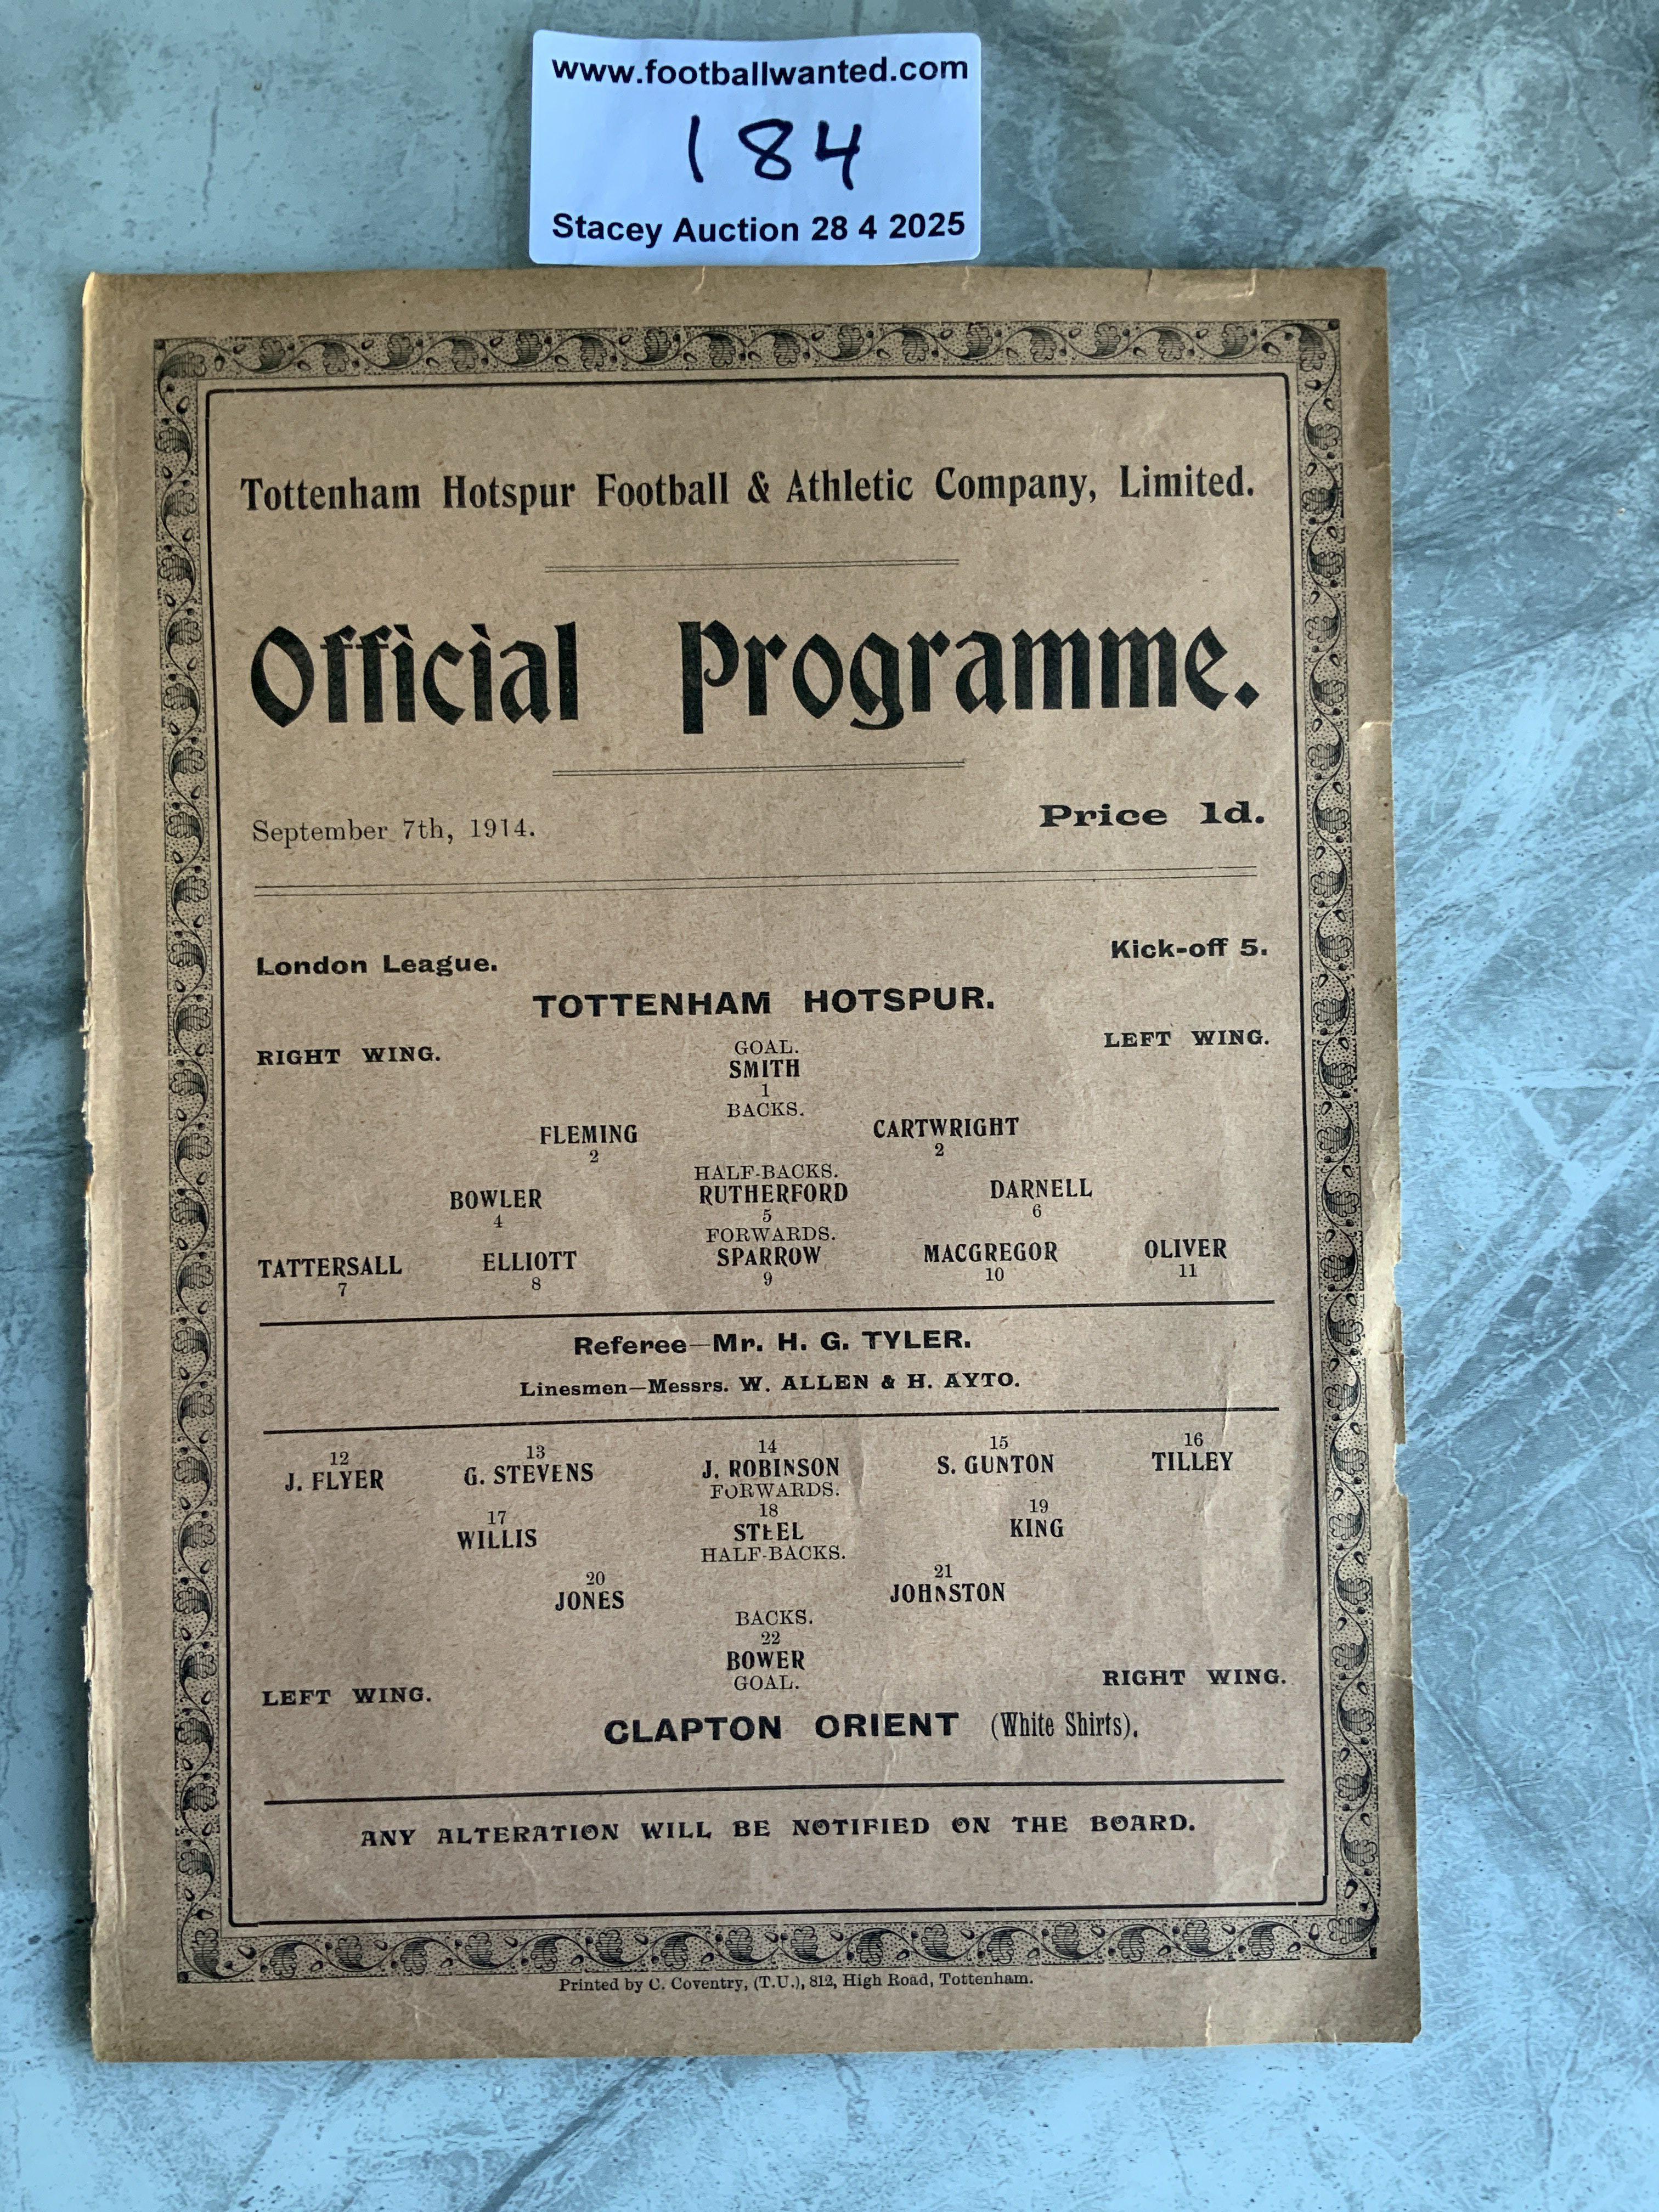 www.footballwanted.com
184
Stacey Auction 28 4 2025
Tottenham Hotspur Football & Athletic Company, Limited.
Official Programme.
September 7th, 1914.
Price 1d.
London League.
Kick-off 5.
TOTTENHAM HOTSPUR.
RIGHT WING.
LEFT WING.
GOAL.
SMITH
1
BACKS.
FLEMING CARTWRIGHT
2 2
HALF-BACKS.
BOWLER RUTHERFORD DARNELL
4 5 6
FORWARDS.
TATTERSALL ELLIOTT SPARROW MACGREGOR OLIVER
7 8 9 10 11
Referee—Mr. H. G. TYLER.
Linesmen—Messrs. W. ALLEN & H. AYTO.
12 13 14 15 16
J. FLYER G. STEVENS J. ROBINSON S. GUNTON TILLEY
FORWARDS.
17 18 19
WILLIS STEEL KING
HALF-BACKS.
20 21
JONES JOHNSTON
BACKS.
22
BOWER
GOAL.
LEFT WING.
RIGHT WING.
CLAPTON ORIENT (White Shirts).
ANY ALTERATION WILL BE NOTIFIED ON THE BOARD.
Printed by C. Coventry, (T.U.), 812, High Road, Tottenham.